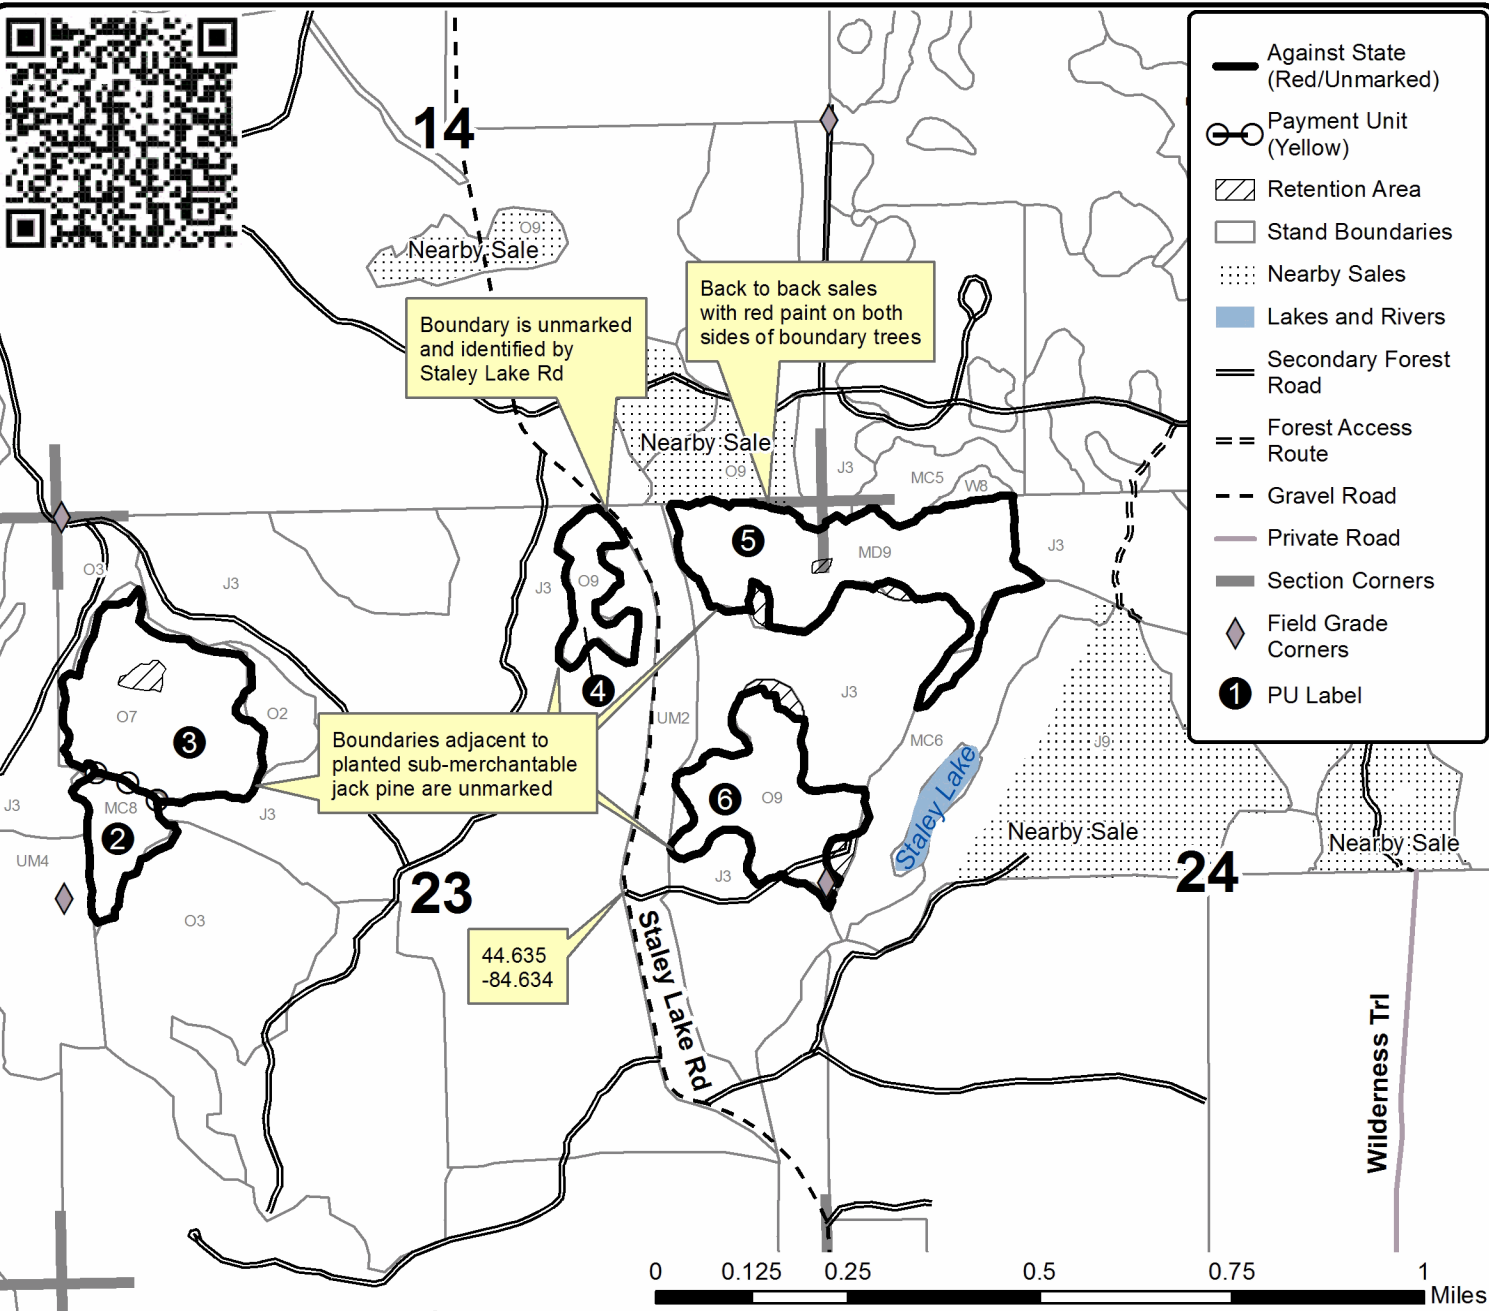 14
O9
Nearby Sale
Boundary is unmarked
and identified by
Staley Lake Rd
Back to back sales
with red paint on both
sides of boundary trees
Nearby Sale
O9
J3
MC5
W8
5
MD9
J3
O3
J3
J3
O9
4
O7
O2
3
J3
MC8
2
J3
UM4
O3
Boundaries adjacent to
planted sub-merchantable
jack pine are unmarked
UM2
J3
MC6
J9
6
O9
J3
Staley Lake
Nearby Sale
Nearby Sale
23
24
44.635
-84.634
Staley Lake Rd
Wilderness Trl
Against State
(Red/Unmarked)
Payment Unit
(Yellow)
Retention Area
Stand Boundaries
Nearby Sales
Lakes and Rivers
Secondary Forest
Road
Forest Access
Route
Gravel Road
Private Road
Section Corners
Field Grade
Corners
1 PU Label
0 0.125 0.25 0.5 0.75 1
Miles